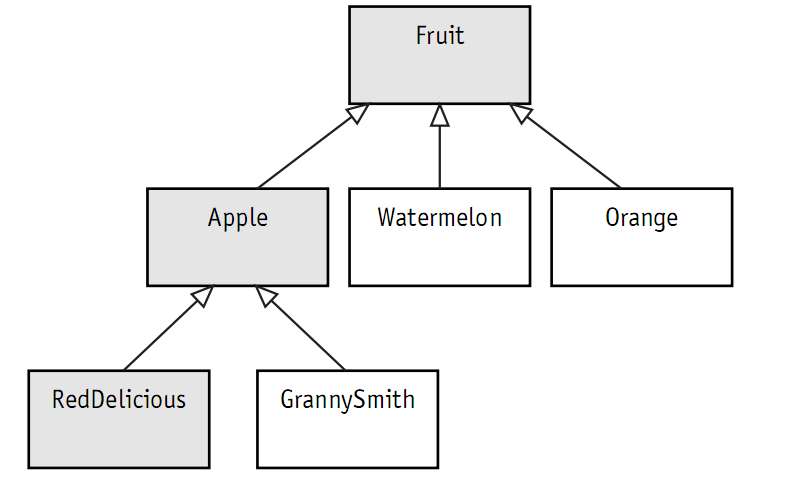 Fruit
Apple
Watermelon
Orange
RedDelicious
GrannySmith